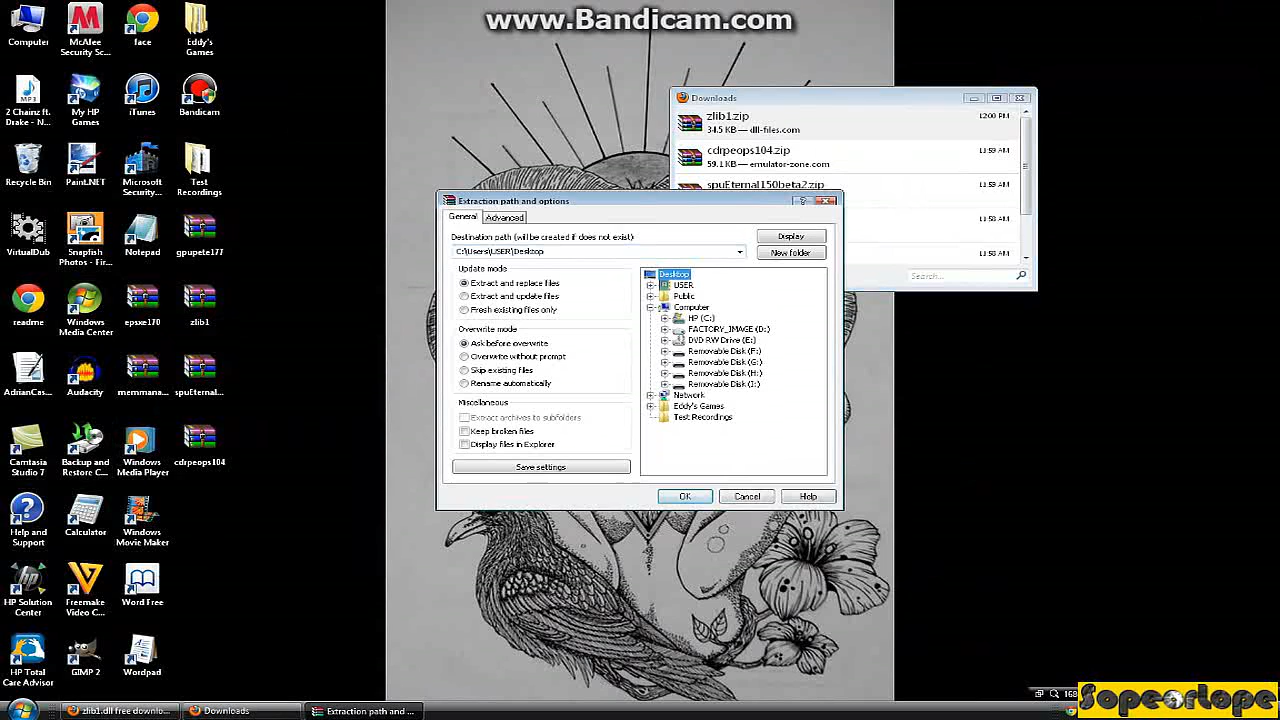 www.Bandicam.com
Computer
McAfee
Security Sc...
face
Eddy's
Games
2 Chainz ft.
Drake - N...
My HP
Games
iTunes
Bandicam
Recycle Bin
Paint.NET
Microsoft
Security...
Test
Recordings
VirtualDub
Snapfish
Photos - Fir...
Notepad
gpupete177
readme
Windows
Media Center
epsxe170
zlib1
AdrianCas...
Audacity
memmana...
spuEternal...
Camtasia
Studio 7
Backup and
Restore C...
Windows
Media Player
cdrpeops104
Help and
Support
Calculator
Windows
Movie Maker
HP Solution
Center
Freemake
Video C...
Word Free
HP Total
Care Advisor
GIMP 2
Wordpad
Downloads
zlib1.zip
12:00 PM
34.5 KB — dll-files.com
cdrpeops104.zip
11:59 AM
59.1 KB — emulator-zone.com
spuEternal150beta2.zip
11:59 AM
11:58 AM
11:58 AM
Search...
Extraction path and options
General
Advanced
Destination path (will be created if does not exist)
Display
C:\Users\USER\Desktop
New folder
Update mode
Extract and replace files
Extract and update files
Fresh existing files only
Overwrite mode
Ask before overwrite
Overwrite without prompt
Skip existing files
Rename automatically
Miscellaneous
Extract archives to subfolders
Keep broken files
Display files in Explorer
Save settings
Desktop
USER
Public
Computer
HP (C:)
FACTORY_IMAGE (D:)
DVD RW Drive (E:)
Removable Disk (F:)
Removable Disk (G:)
Removable Disk (H:)
Removable Disk (I:)
Network
Eddy's Games
Test Recordings
OK
Cancel
Help
zlib1.dll free downlo...
Downloads
Extraction path and ...
SopeorLope